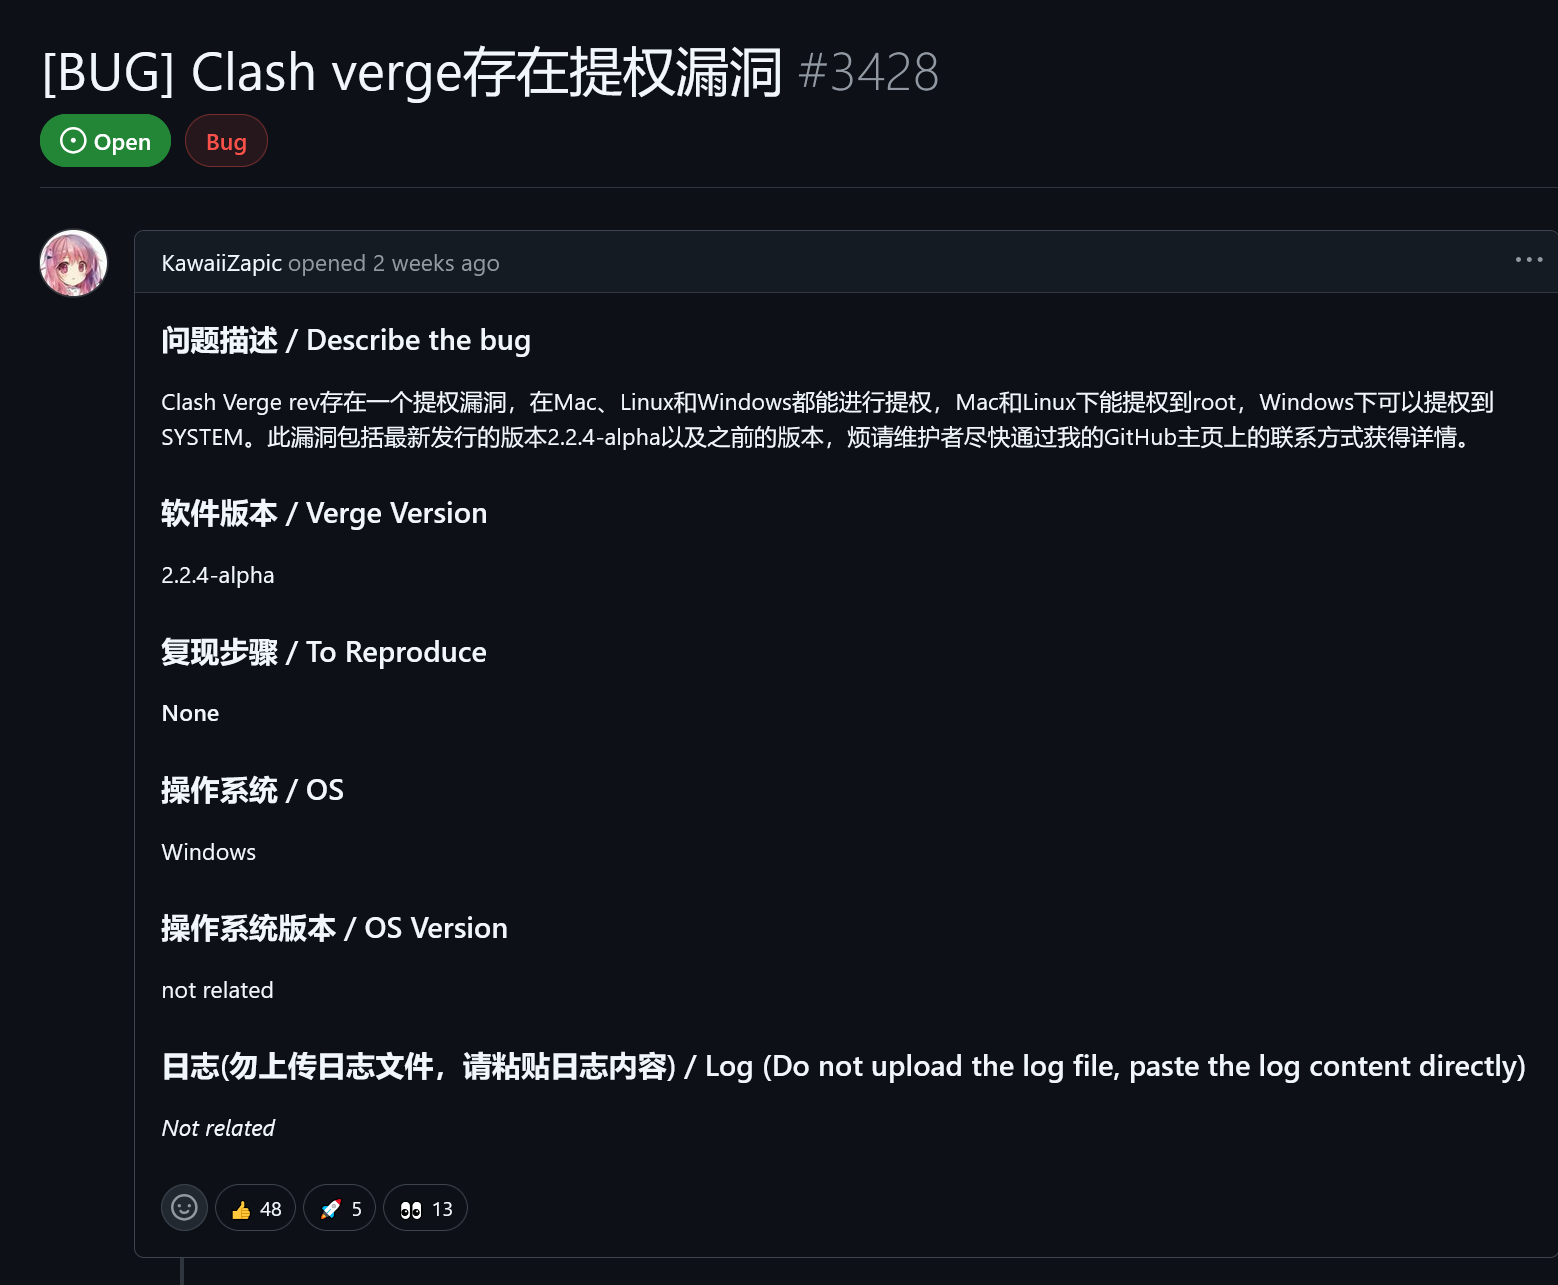 [BUG] Clash verge存在提权漏洞 #3428
Open Bug
KawaiiZapic opened 2 weeks ago
问题描述 / Describe the bug
Clash Verge rev存在一个提权漏洞，在Mac、Linux和Windows都能进行提权，Mac和Linux下能提权到root，Windows下可以提权到
SYSTEM。此漏洞包括最新发行的版本2.2.4-alpha以及之前的版本，烦请维护者尽快通过我的GitHub主页上的联系方式获得详情。
软件版本 / Verge Version
2.2.4-alpha
复现步骤 / To Reproduce
None
操作系统 / OS
Windows
操作系统版本 / OS Version
not related
日志(勿上传日志文件，请粘贴日志内容) / Log (Do not upload the log file, paste the log content directly)
Not related
👍 48 🚀 5 👀 13